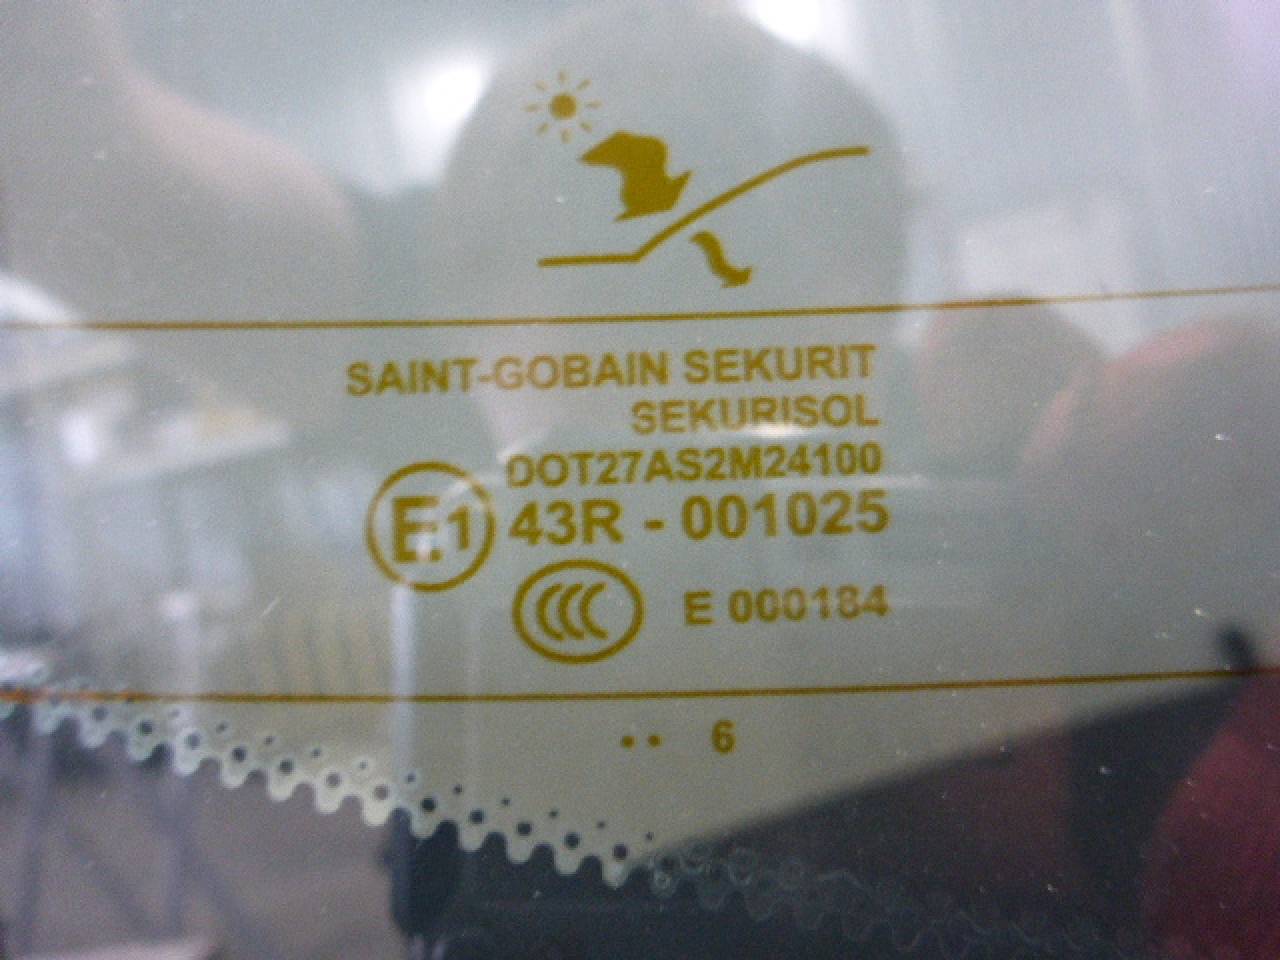 SAINT-GOBAIN SEKURIT
SEKURISOL
DOT27AS2M24100
E1 43R - 001025
CCC E 000184
.. 6